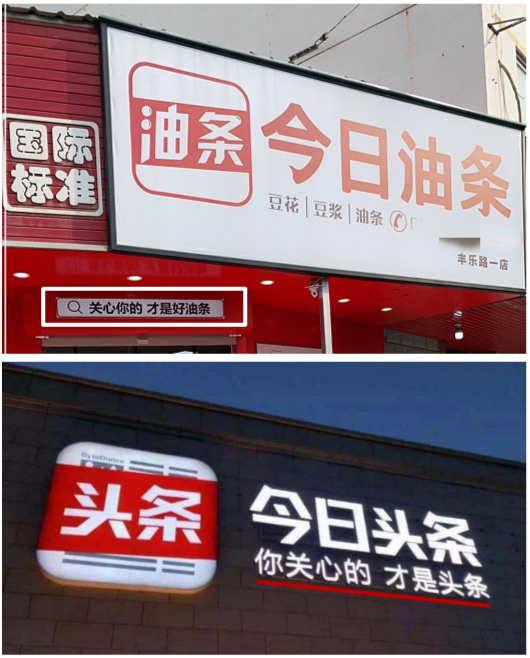 国际
标准
油条
今日油条
豆花|豆浆|油条
丰乐路一店
关心你的 才是好油条
ByteDance
头条
今日头条
你关心的 才是头条